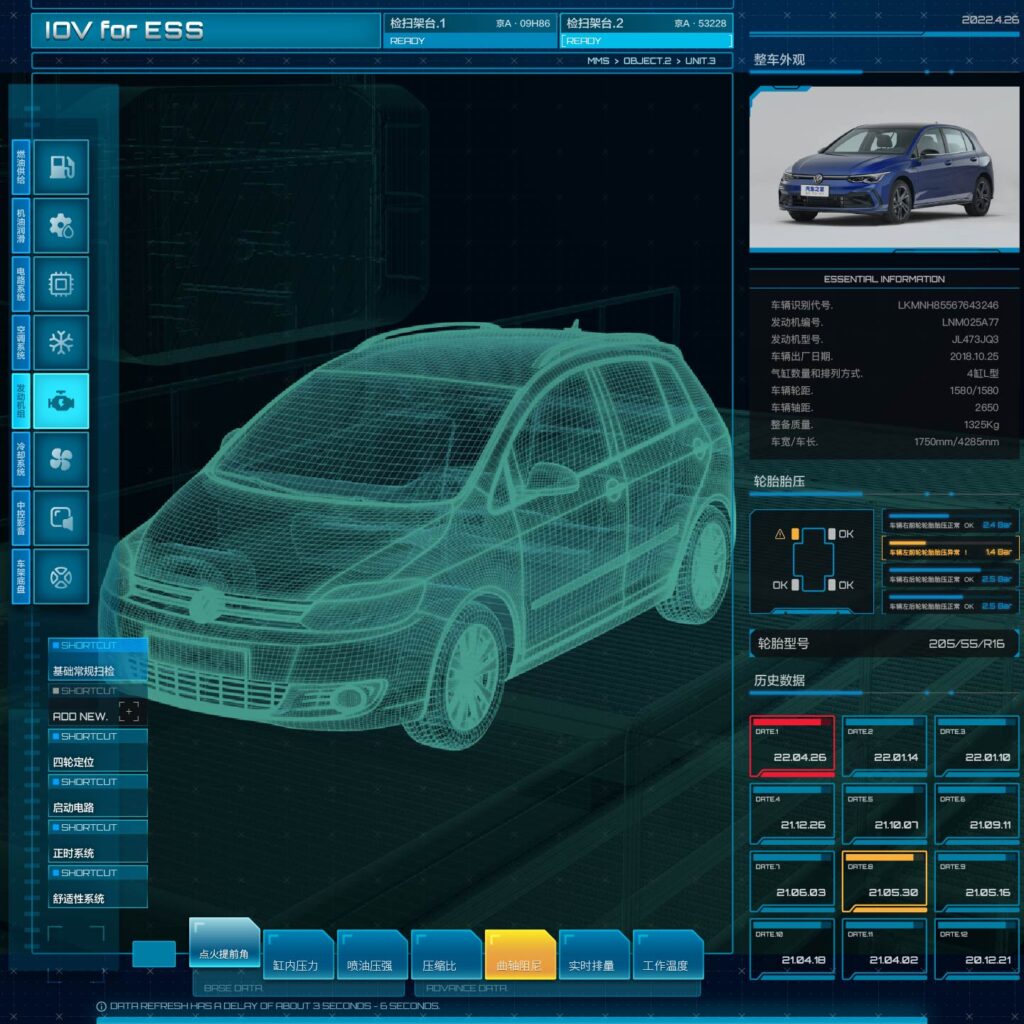 IOV for ESS
检扫架台.1 京A · 09H86
READY
检扫架台.2 京A · 53228
READY
2022.4.26
MMS > OBJECT.2 > UNIT.3
整车外观
汽车之家
燃油供给
机油润滑
电路系统
空调系统
发动机组
冷却系统
中控影音
车架底盘
ESSENTIAL INFORMATION
车辆识别代号. LKMNH85567643246
发动机编号. LNM025A77
发动机型号. JL473JQ3
车辆出厂日期. 2018.10.25
气缸数量和排列方式. 4缸L型
车辆轮距. 1580/1580
车辆轴距. 2650
整备质量. 1325Kg
车宽/车长. 1750mm/4285mm
轮胎胎压
OK
OK OK
车辆右前轮轮胎胎压正常 OK 2.4 Bar
车辆左前轮轮胎胎压异常 ! 1.4 Bar
车辆右后轮轮胎胎压正常 OK 2.5 Bar
车辆左后轮轮胎胎压正常 OK 2.5 Bar
轮胎型号 205/55/R16
历史数据
DATE.1 22.04.26
DATE.2 22.01.14
DATE.3 22.01.10
DATE.4 21.12.26
DATE.5 21.10.07
DATE.6 21.09.11
DATE.7 21.06.03
DATE.8 21.05.30
DATE.9 21.05.16
DATE.10 21.04.18
DATE.11 21.04.02
DATE.12 20.12.21
SHORTCUT
基础常规扫检
SHORTCUT
ADD NEW.
SHORTCUT
四轮定位
SHORTCUT
启动电路
SHORTCUT
正时系统
SHORTCUT
舒适性系统
点火提前角
缸内压力
喷油压强
压缩比
曲轴阻尼
实时排量
工作温度
BASE DATA
ADVANCE DATA
DATA REFRESH HAS A DELAY OF ABOUT 3 SECONDS - 6 SECONDS.